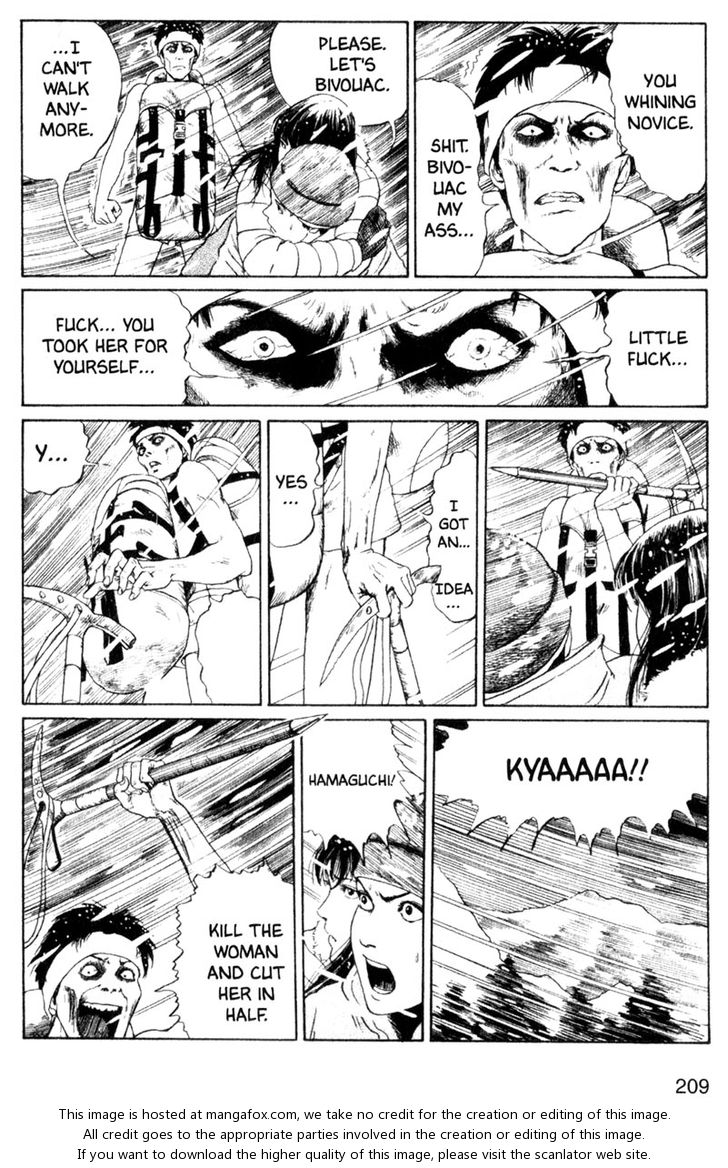 ...I
CAN'T
WALK
ANY-
MORE.
PLEASE.
LET'S
BIVOUAC.
YOU
WHINING
NOVICE.
SHIT.
BIVO-
UAC
MY
ASS...
FUCK... YOU
TOOK HER FOR
YOURSELF...
LITTLE
FUCK...
Y...
YES
...
I
GOT
AN...
IDEA
...
KILL THE
WOMAN
AND CUT
HER IN
HALF.
HAMAGUCHI!
KYAAAAA!!
209
This image is hosted at mangafox.com, we take no credit for the creation or editing of this image.
All credit goes to the appropriate parties involved in the creation or editing of this image.
If you want to download the higher quality of this image, please visit the scanlator web site.